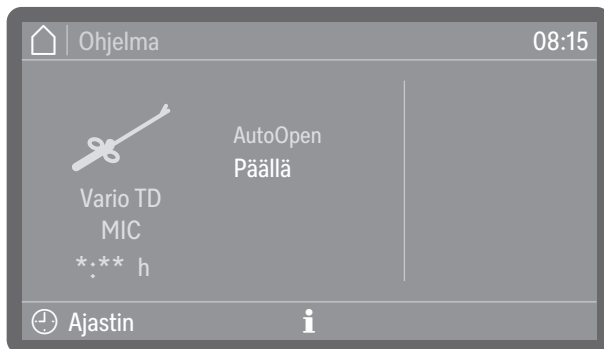 Ohjelma
08:15
AutoOpen
Päällä
Vario TD
MIC
*:** h
Ajastin
i